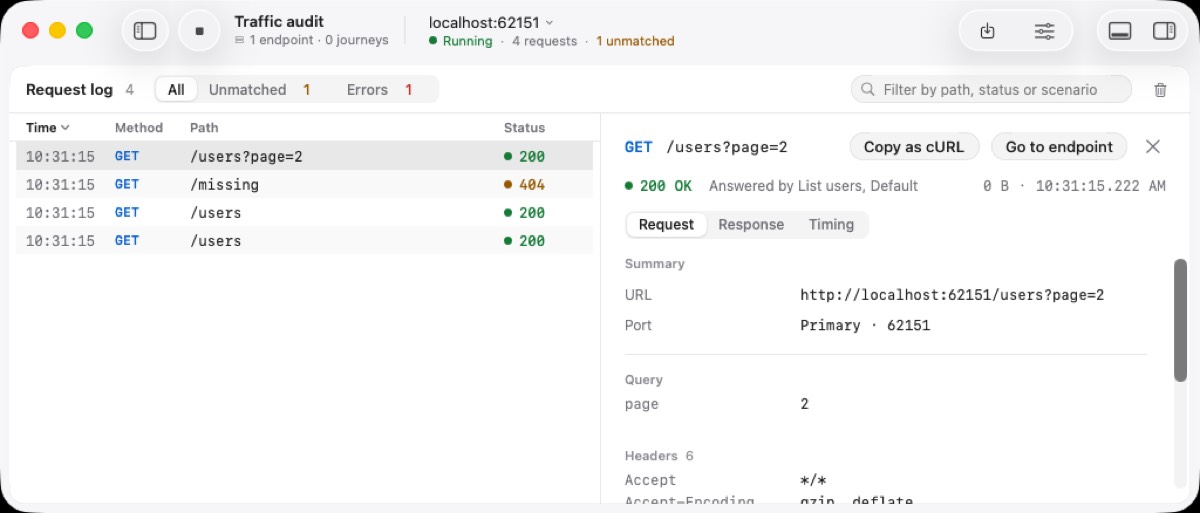 Traffic audit
1 endpoint · 0 journeys
localhost:62151
Running · 4 requests · 1 unmatched
Request log 4 All Unmatched 1 Errors 1
Filter by path, status or scenario
Time Method Path Status
10:31:15 GET /users?page=2 200
10:31:15 GET /missing 404
10:31:15 GET /users 200
10:31:15 GET /users 200
GET /users?page=2 Copy as cURL Go to endpoint
200 OK Answered by List users, Default 0 B · 10:31:15.222 AM
Request Response Timing
Summary
URL http://localhost:62151/users?page=2
Port Primary · 62151
Query
page 2
Headers 6
Accept */*
Accept-Encoding gzip, deflate